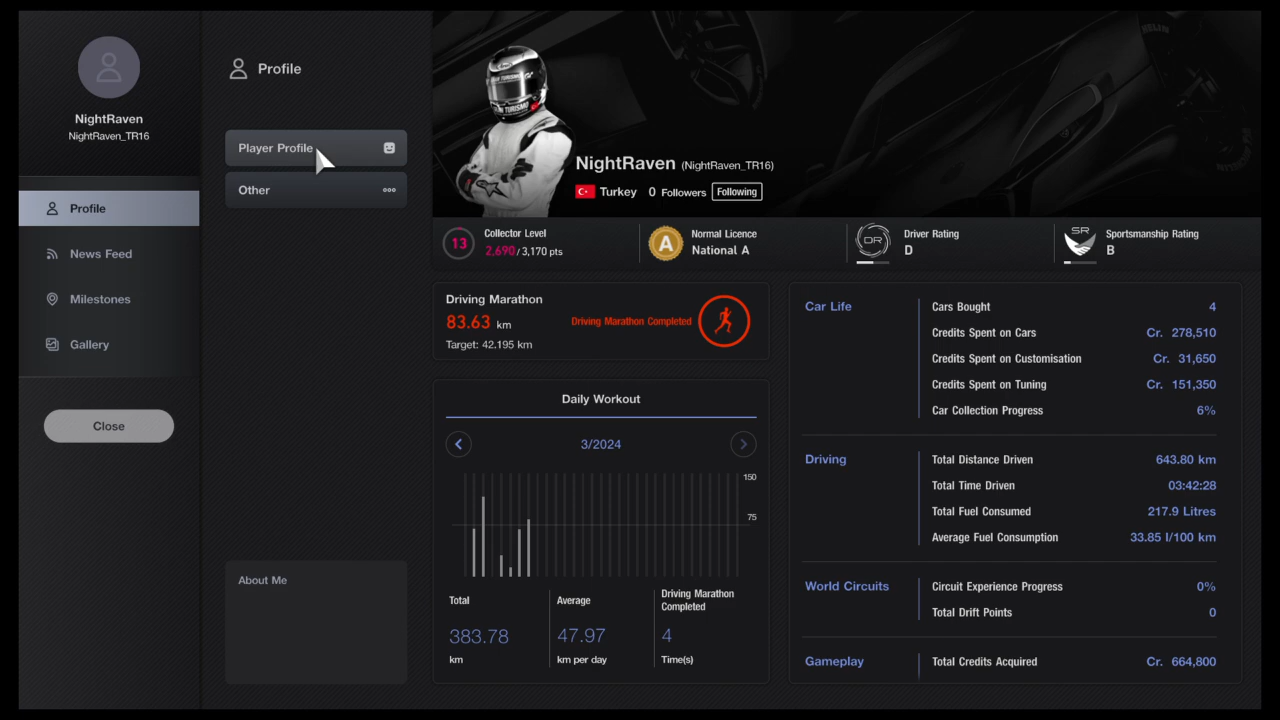 NightRaven
NightRaven_TR16
Profile
News Feed
Milestones
Gallery
Close
Profile
Player Profile
Other
About Me
NightRaven (NightRaven_TR16)
Turkey 0 Followers Following
13
Collector Level
2,690 / 3,170 pts
A
Normal Licence
National A
DR
Driver Rating
D
SR
Sportsmanship Rating
B
Driving Marathon
83.63 km
Driving Marathon Completed
Target: 42.195 km
Daily Workout
3/2024
150
75
Total
383.78
km
Average
47.97
km per day
Driving Marathon
Completed
4
Time(s)
Car Life
Cars Bought 4
Credits Spent on Cars Cr. 278,510
Credits Spent on Customisation Cr. 31,650
Credits Spent on Tuning Cr. 151,350
Car Collection Progress 6%
Driving
Total Distance Driven 643.80 km
Total Time Driven 03:42:28
Total Fuel Consumed 217.9 Litres
Average Fuel Consumption 33.85 l/100 km
World Circuits
Circuit Experience Progress 0%
Total Drift Points 0
Gameplay
Total Credits Acquired Cr. 664,800